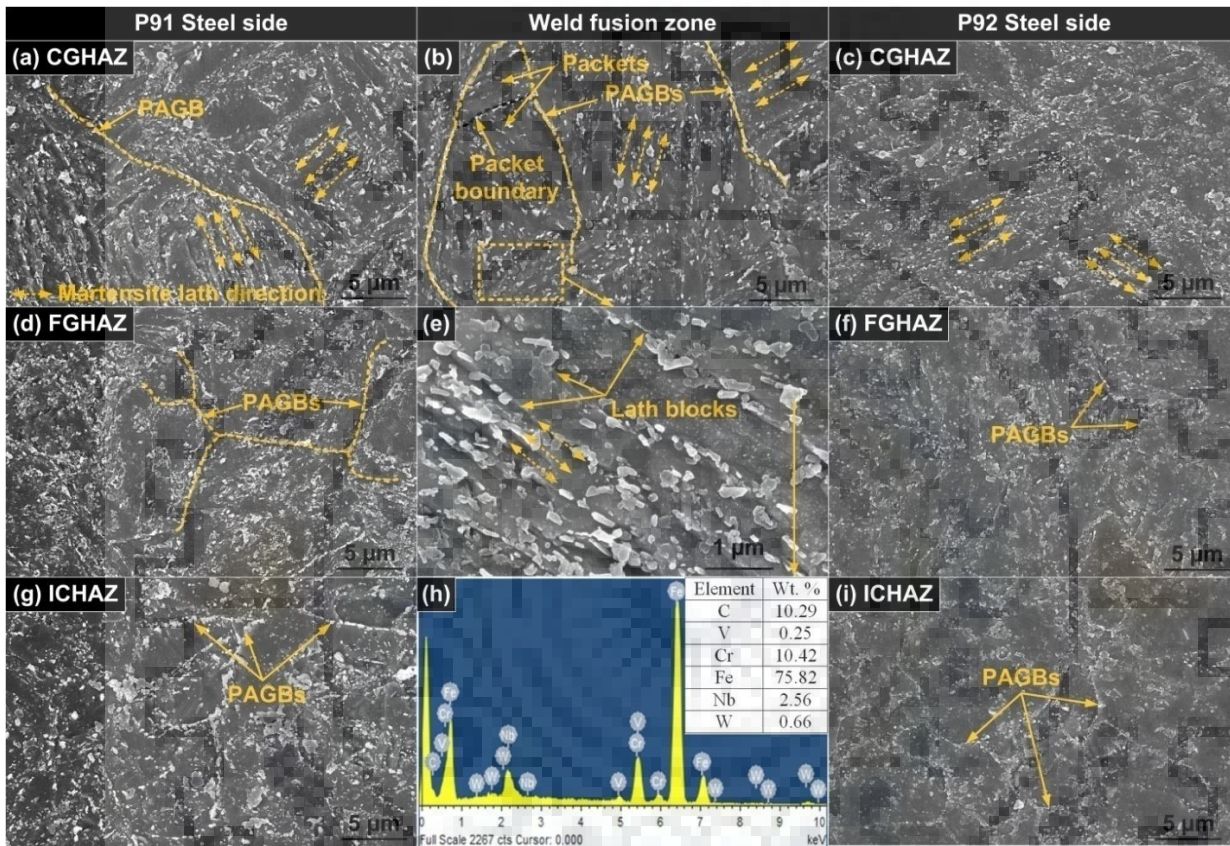 P91 Steel side
Weld fusion zone
P92 Steel side
(a) CGHAZ
PAGB
Martensite lath direction
5 µm
(b)
Packets
PAGBs
Packet
boundary
5 µm
(c) CGHAZ
5 µm
(d) FGHAZ
PAGBs
5 µm
(e)
Lath blocks
1 µm
(f) FGHAZ
PAGBs
5 µm
(g) ICHAZ
PAGBs
5 µm
(h)
Element Wt. %
C 10.29
V 0.25
Cr 10.42
Fe 75.82
Nb 2.56
W 0.66
Fe
Fe
Cr
V
C
Nb
W
W
W
Nb
V
V
Cr
Cr
Fe
W
W
W
W
W
0 1 2 3 4 5 6 7 8 9 10
Full Scale 2267 cts Cursor: 0.000
keV
(i) ICHAZ
PAGBs
5 µm